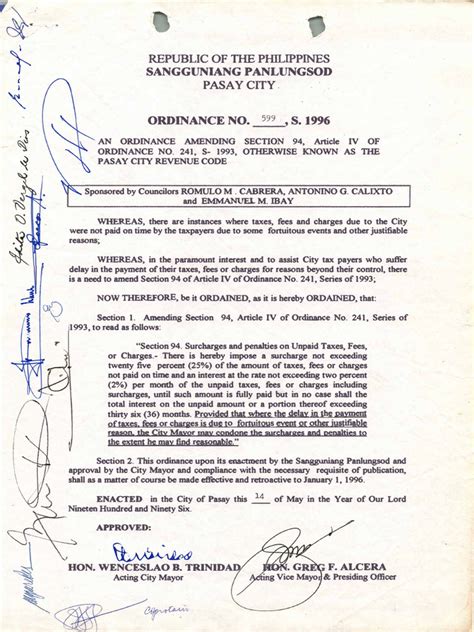 REPUBLIC OF THE PHILIPPINES
SANGGUNIANG PANLUNGSOD
PASAY CITY
ORDINANCE NO. 599, S. 1996
AN ORDINANCE AMENDING SECTION 94, Article IV OF
ORDINANCE NO. 241, S- 1993, OTHERWISE KNOWN AS THE
PASAY CITY REVENUE CODE
Sponsored by Councilors ROMULO M . CABRERA, ANTONINO G. CALIXTO
and EMMANUEL M. IBAY
WHEREAS, there are instances where taxes, fees and charges due to the City
were not paid on time by the taxpayers due to some fortuitous events and other justifiable
reasons;
WHEREAS, in the paramount interest and to assist City tax payers who suffer
delay in the payment of their taxes, fees or charges for reasons beyond their control, there
is a need to amend Section 94 of Article IV of Ordinance No. 241, Series of 1993;
NOW THEREFORE, be it ORDAINED, as it is hereby ORDAINED, that:
Section 1. Amending Section 94, Article IV of Ordinance No. 241, Series of
1993, to read as follows:
"Section 94. Surcharges and penalties on Unpaid Taxes, Fees,
or Charges.- There is hereby impose a surcharge not exceeding
twenty five percent (25%) of the amount of taxes, fees or charges
not paid on time and an interest at the rate not exceeding two percent
(2%) per month of the unpaid taxes, fees or charges including
surcharges, until such amount is fully paid but in no case shall the
total interest on the unpaid amount or a portion thereof exceeding
thirty six (36) months. Provided that where the delay in the payment
of taxes, fees or charges is due to fortuitous event or other justifiable
reason, the City Mayor may condone the surcharges and penalties to
the extent he may find reasonable."
Section 2. This ordinance upon its enactment by the Sangguniang Panlungsod and
approval by the City Mayor and compliance with the necessary requisite of publication,
shall as a matter of course be made effective and retroactive to January 1, 1996.
ENACTED in the City of Pasay this 14 of May in the Year of Our Lord
Nineteen Hundred and Ninety Six.
APPROVED:
HON. WENCESLAO B. TRINIDAD
Acting City Mayor
HON. GREG F. ALCERA
Acting Vice Mayor & Presiding Officer